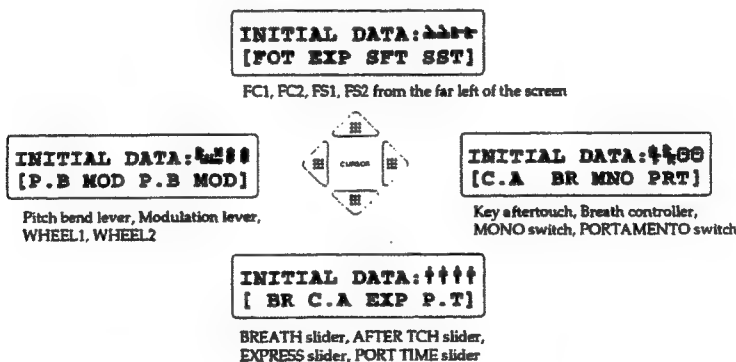 INITIAL DATA:
[FOT EXP SFT SST]
FC1, FC2, FS1, FS2 from the far left of the screen
INITIAL DATA:
[P.B MOD P.B MOD]
Pitch bend lever, Modulation lever,
WHEEL1, WHEEL2
CURSOR
INITIAL DATA:
[C.A BR MNO PRT]
Key aftertouch, Breath controller,
MONO switch, PORTAMENTO switch
INITIAL DATA:
[ BR C.A EXP P.T]
BREATH slider, AFTER TCH slider,
EXPRESS slider, PORT TIME slider